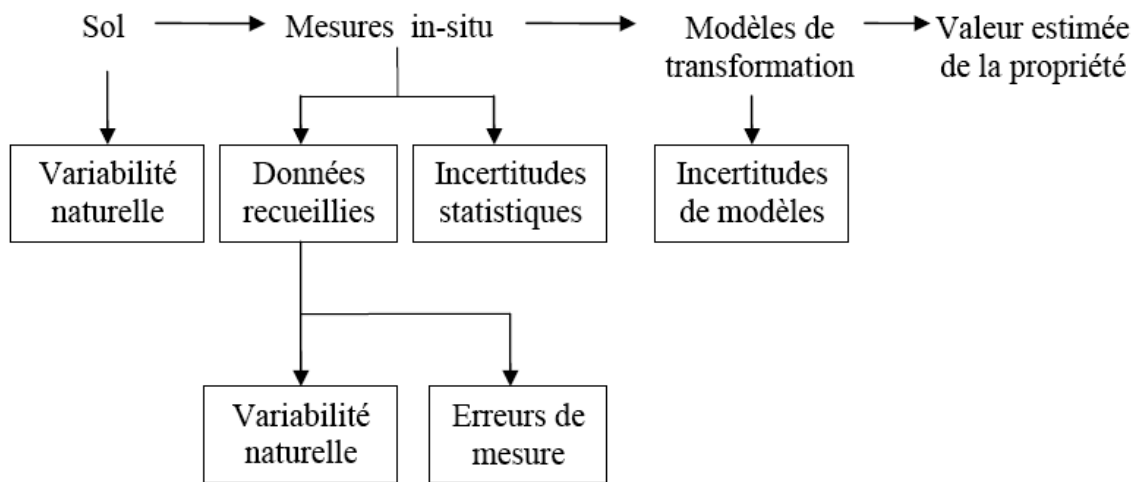 Sol
Mesures in-situ
Modèles de
transformation
Valeur estimée
de la propriété
Variabilité
naturelle
Données
recueillies
Incertitudes
statistiques
Incertitudes
de modèles
Variabilité
naturelle
Erreurs de
mesure